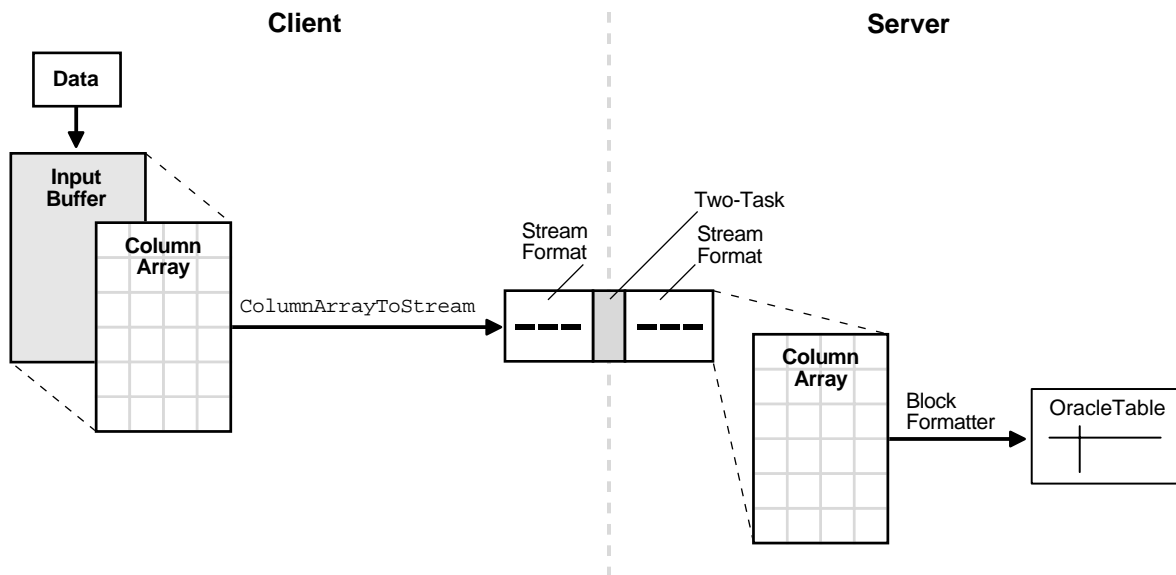 Client
Server
Data
Input
Buffer
Column
Array
ColumnArrayToStream
Stream
Format
Two-Task
Stream
Format
Column
Array
Block
Formatter
OracleTable